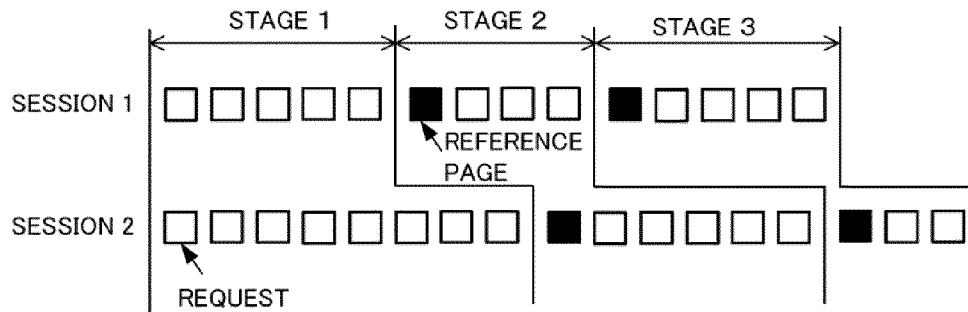 STAGE 1
STAGE 2
STAGE 3
SESSION 1
REFERENCE
PAGE
SESSION 2
REQUEST